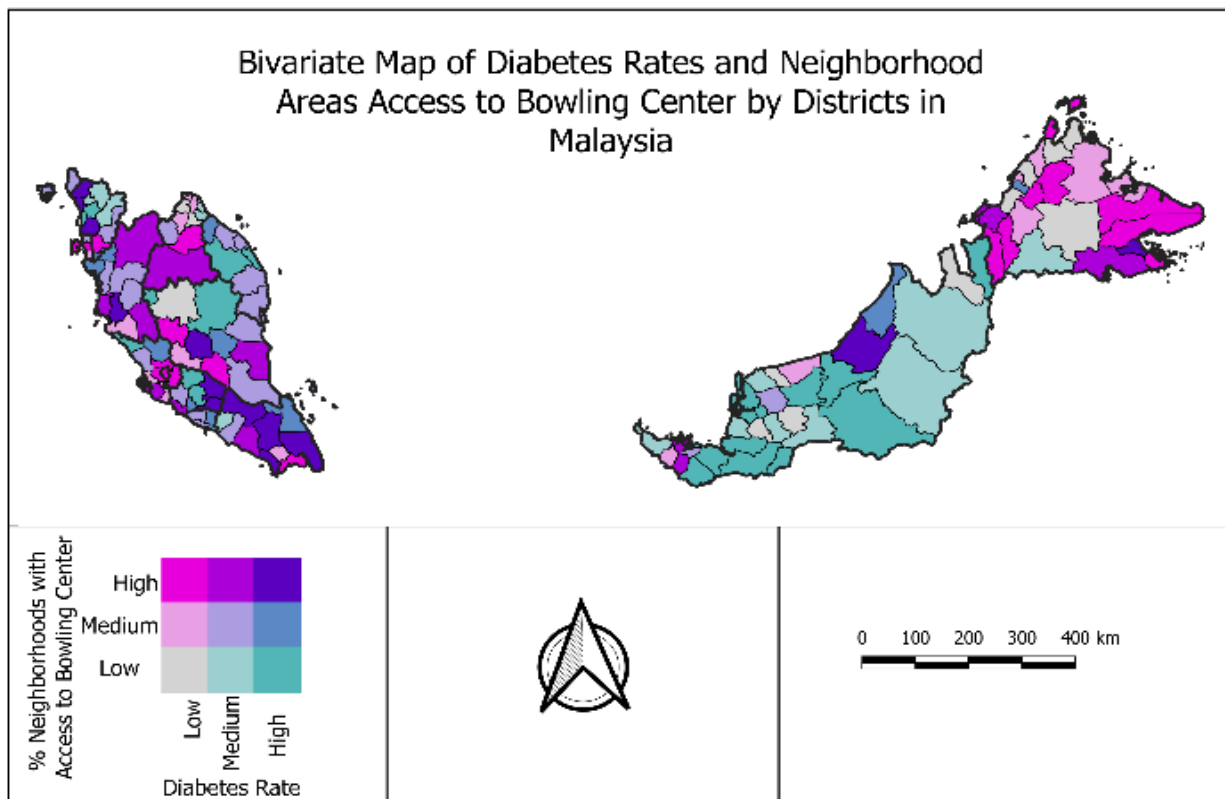 Bivariate Map of Diabetes Rates and Neighborhood
Areas Access to Bowling Center by Districts in
Malaysia
% Neighborhoods with
Access to Bowling Center
High
Medium
Low
Low
Medium
High
Diabetes Rate
0 100 200 300 400 km